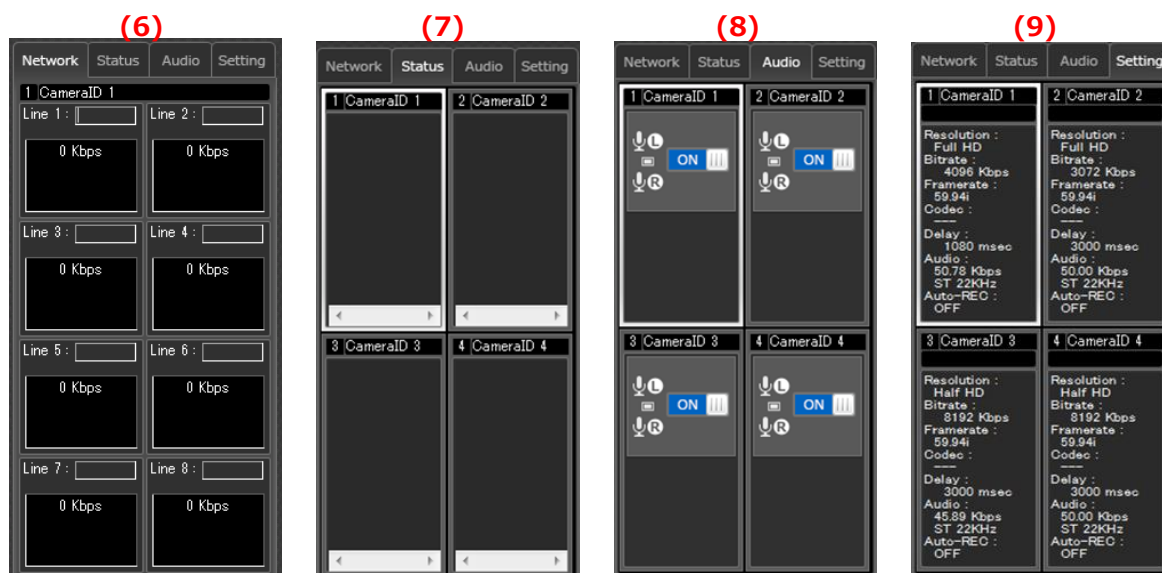 (6)
Network Status Audio Setting
1 CameraID 1
Line 1 : Line 2 :
0 Kbps 0 Kbps
Line 3 : Line 4 :
0 Kbps 0 Kbps
Line 5 : Line 6 :
0 Kbps 0 Kbps
Line 7 : Line 8 :
0 Kbps 0 Kbps
(7)
Network Status Audio Setting
1 CameraID 1 2 CameraID 2
3 CameraID 3 4 CameraID 4
(8)
Network Status Audio Setting
1 CameraID 1 2 CameraID 2
L L
ON ON
R R
3 CameraID 3 4 CameraID 4
L L
ON ON
R R
(9)
Network Status Audio Setting
1 CameraID 1
Resolution :
Full HD
Bitrate :
4096 Kbps
Framerate :
59.94i
Codec :
---
Delay :
1080 msec
Audio :
50.78 Kbps
ST 22KHz
Auto-REC :
OFF
2 CameraID 2
Resolution :
Full HD
Bitrate :
3072 Kbps
Framerate :
59.94i
Codec :
---
Delay :
3000 msec
Audio :
50.00 Kbps
ST 22KHz
Auto-REC :
OFF
3 CameraID 3
Resolution :
Half HD
Bitrate :
8192 Kbps
Framerate :
59.94i
Codec :
---
Delay :
3000 msec
Audio :
45.89 Kbps
ST 22KHz
Auto-REC :
OFF
4 CameraID 4
Resolution :
Half HD
Bitrate :
8192 Kbps
Framerate :
59.94i
Codec :
---
Delay :
3000 msec
Audio :
50.00 Kbps
ST 22KHz
Auto-REC :
OFF